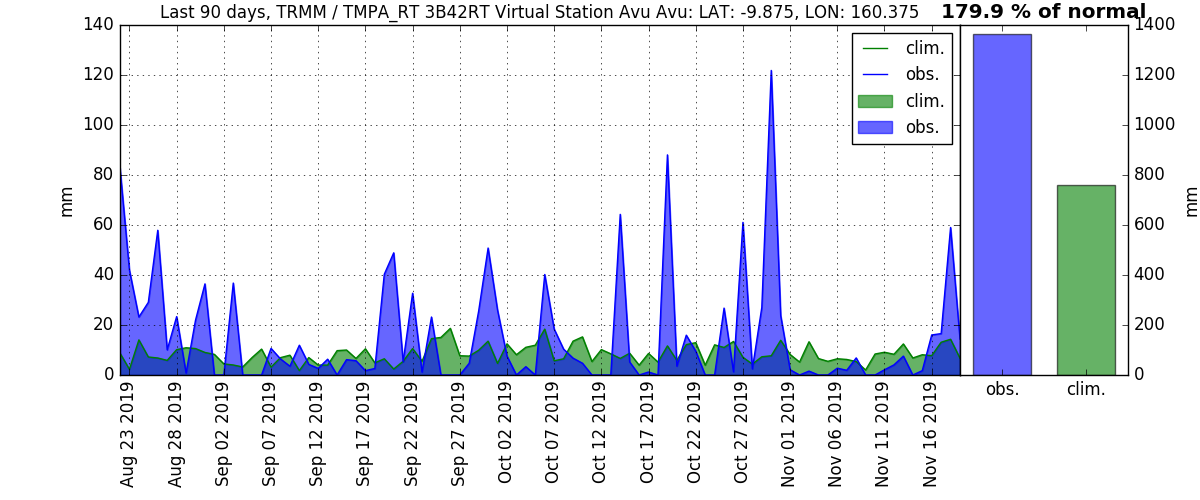 Last 90 days, TRMM / TMPA_RT 3B42RT Virtual Station Avu Avu: LAT: -9.875, LON: 160.375
179.9 % of normal
140
120
100
80
60
40
20
0
mm
clim.
obs.
clim.
obs.
1400
1200
1000
800
600
400
200
0
mm
Aug 23 2019
Aug 28 2019
Sep 02 2019
Sep 07 2019
Sep 12 2019
Sep 17 2019
Sep 22 2019
Sep 27 2019
Oct 02 2019
Oct 07 2019
Oct 12 2019
Oct 17 2019
Oct 22 2019
Oct 27 2019
Nov 01 2019
Nov 06 2019
Nov 11 2019
Nov 16 2019
obs.
clim.